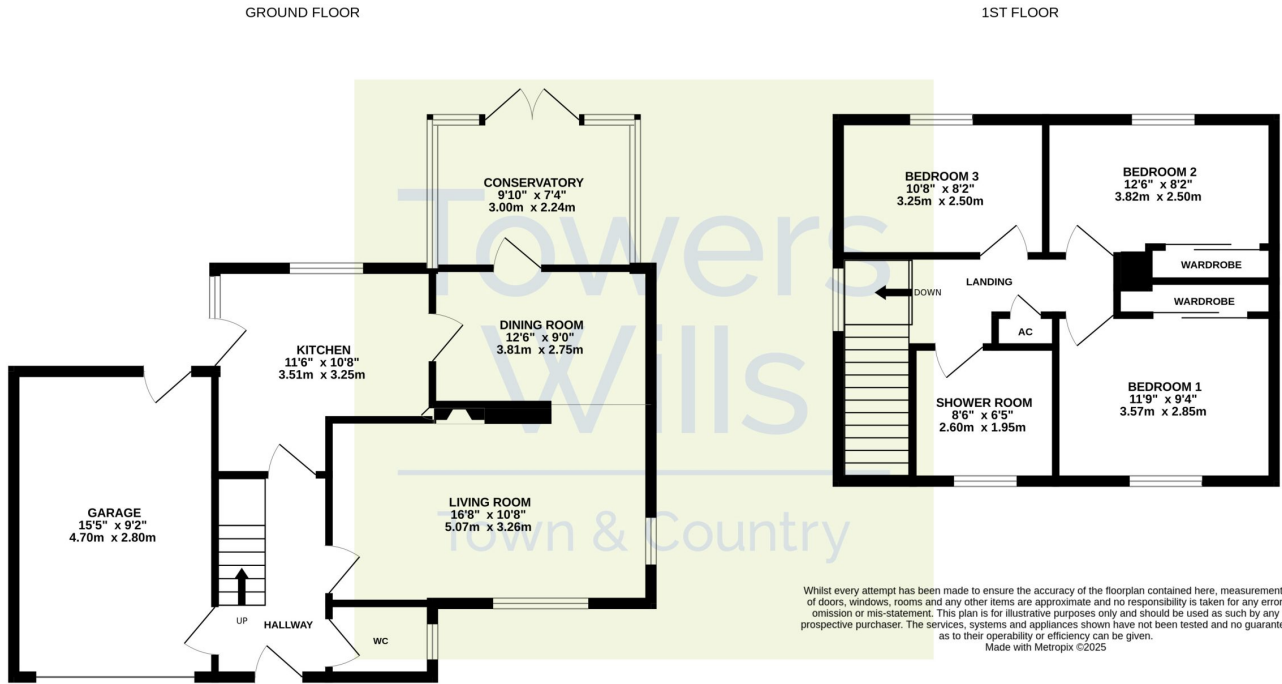 GROUND FLOOR
1ST FLOOR
CONSERVATORY
9'10" x 7'4"
3.00m x 2.24m
KITCHEN
11'6" x 10'8"
3.51m x 3.25m
DINING ROOM
12'6" x 9'0"
3.81m x 2.75m
GARAGE
15'5" x 9'2"
4.70m x 2.80m
LIVING ROOM
16'8" x 10'8"
5.07m x 3.26m
UP
HALLWAY
WC
BEDROOM 3
10'8" x 8'2"
3.25m x 2.50m
BEDROOM 2
12'6" x 8'2"
3.82m x 2.50m
WARDROBE
LANDING
DOWN
WARDROBE
AC
SHOWER ROOM
8'6" x 6'5"
2.60m x 1.95m
BEDROOM 1
11'9" x 9'4"
3.57m x 2.85m
Towers
Wills
Town & Country
Whilst every attempt has been made to ensure the accuracy of the floorplan contained here, measurement
of doors, windows, rooms and any other items are approximate and no responsibility is taken for any error
omission or mis-statement. This plan is for illustrative purposes only and should be used as such by any
prospective purchaser. The services, systems and appliances shown have not been tested and no guarante
as to their operability or efficiency can be given.
Made with Metropix ©2025